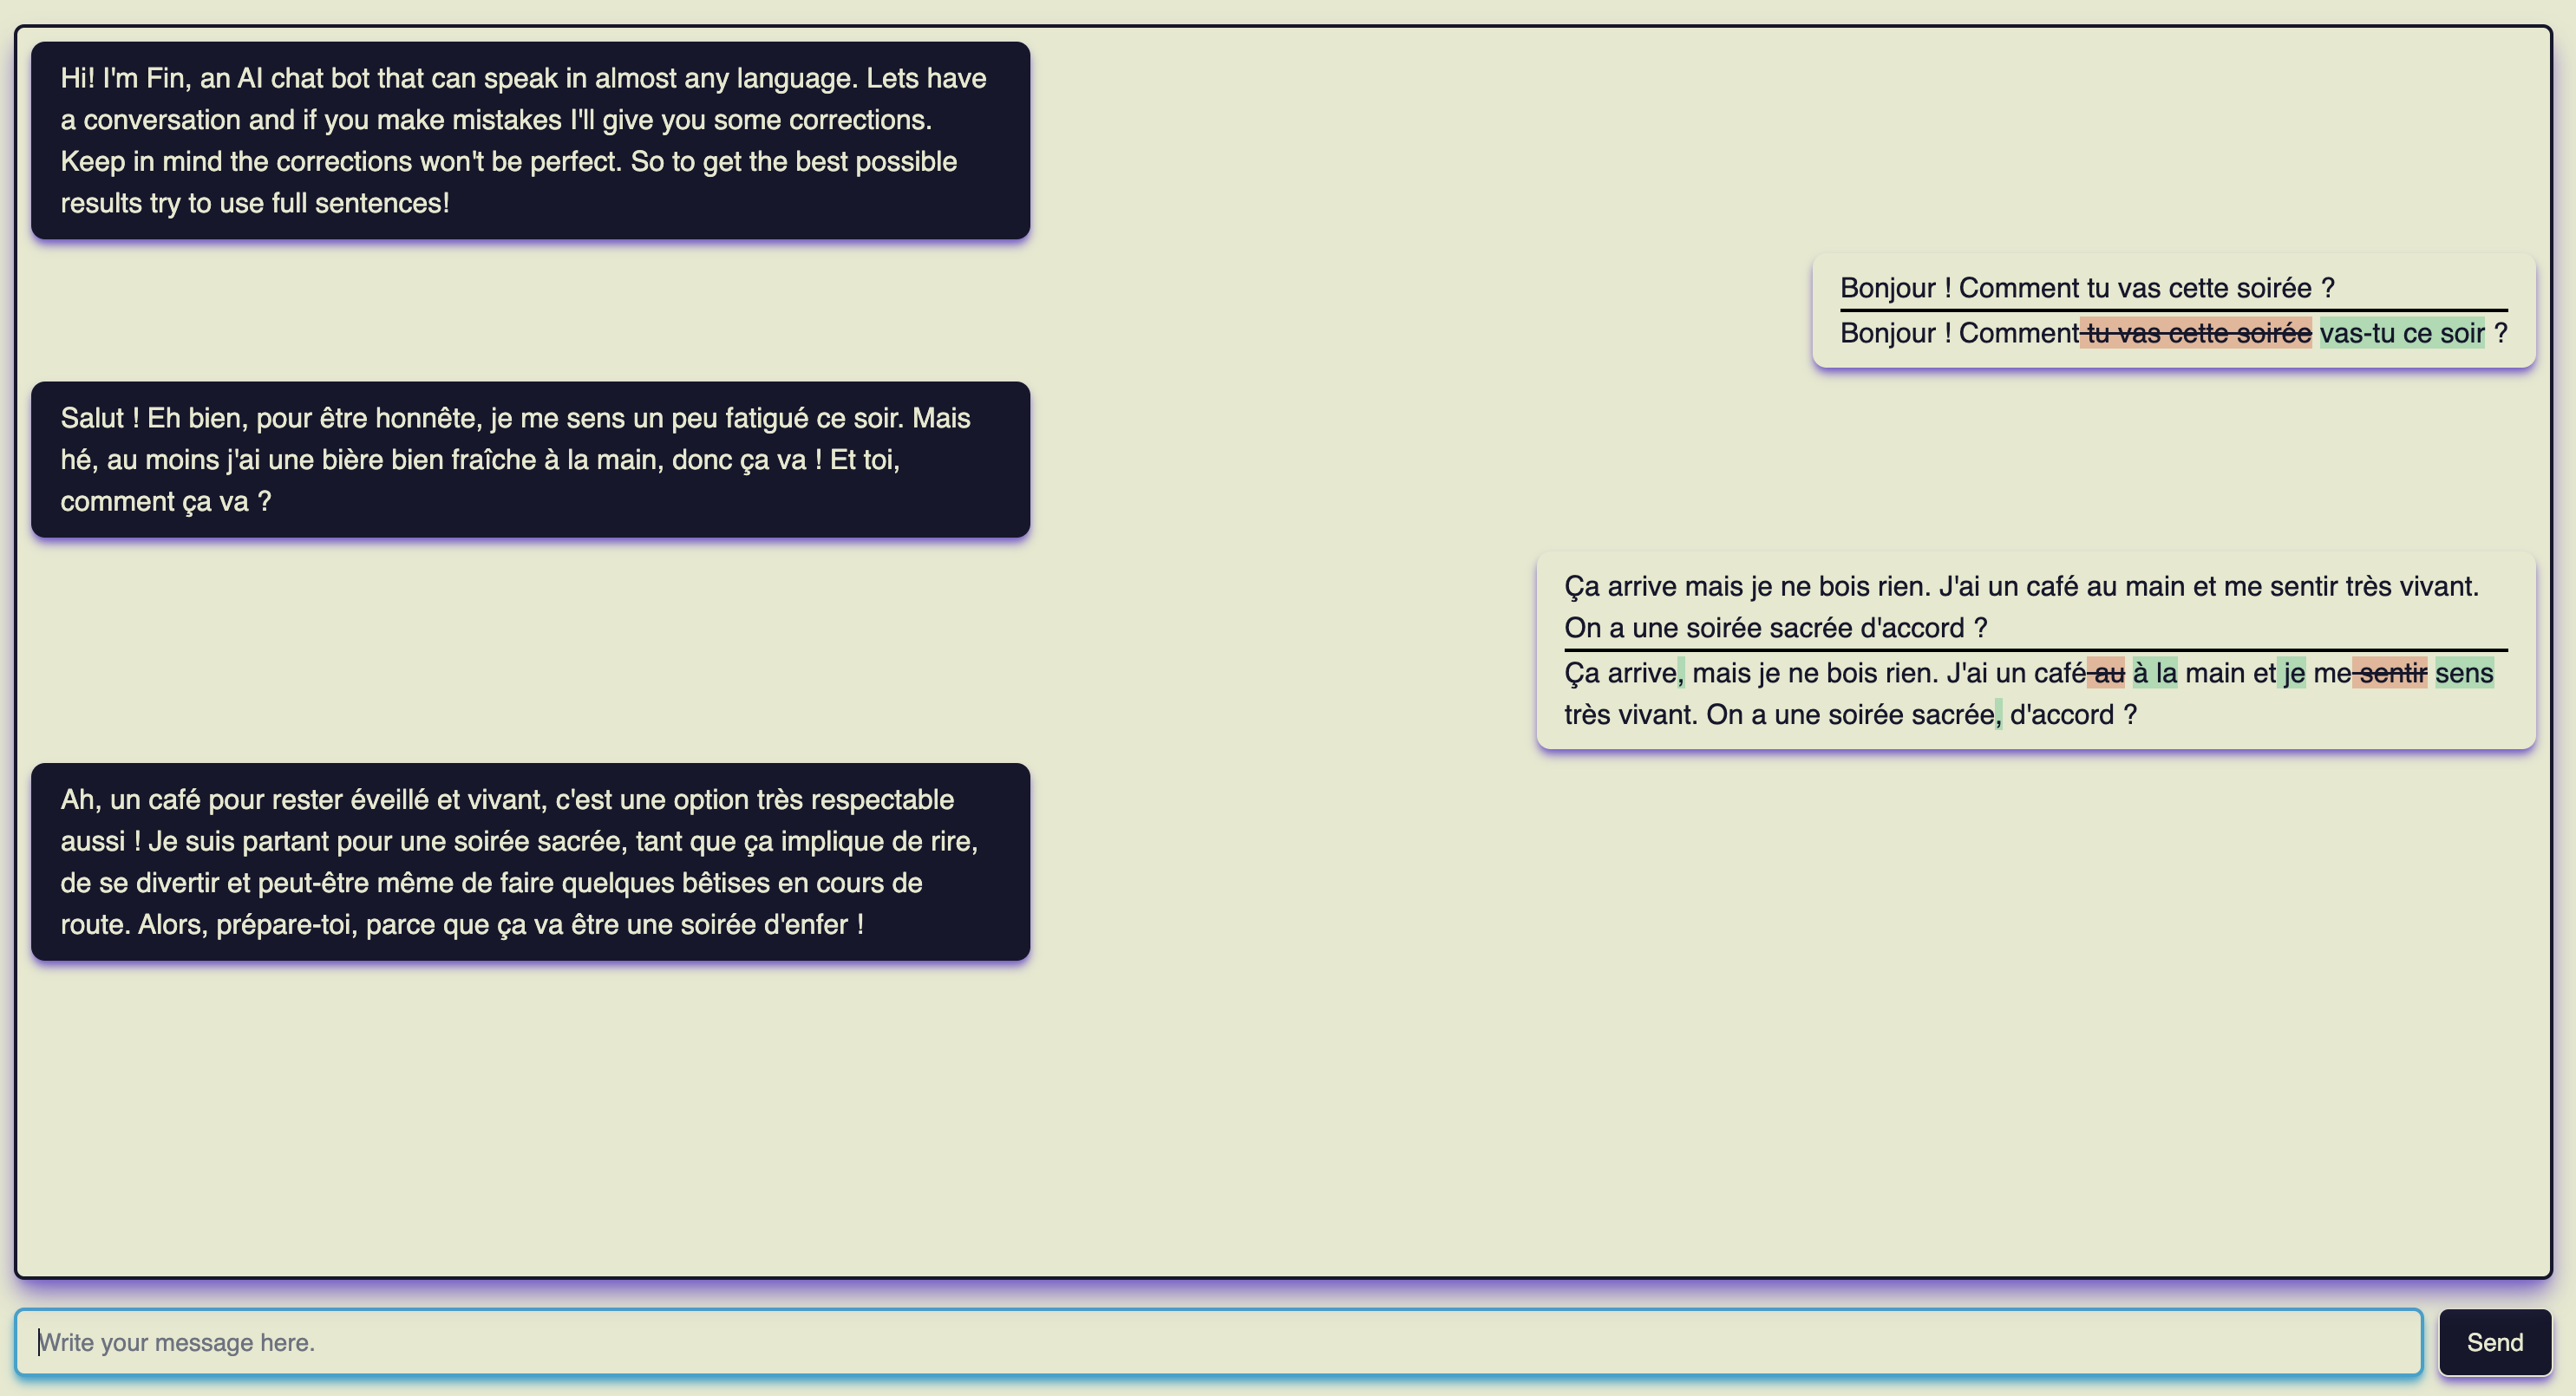 Hi! I'm Fin, an AI chat bot that can speak in almost any language. Lets have
a conversation and if you make mistakes I'll give you some corrections.
Keep in mind the corrections won't be perfect. So to get the best possible
results try to use full sentences!
Bonjour ! Comment tu vas cette soirée ?
Bonjour ! Comment tu vas cette soirée vas-tu ce soir ?
Salut ! Eh bien, pour être honnête, je me sens un peu fatigué ce soir. Mais
hé, au moins j'ai une bière bien fraîche à la main, donc ça va ! Et toi,
comment ça va ?
Ça arrive mais je ne bois rien. J'ai un café au main et me sentir très vivant.
On a une soirée sacrée d'accord ?
Ça arrive, mais je ne bois rien. J'ai un café au à la main et je me sentir sens
très vivant. On a une soirée sacrée, d'accord ?
Ah, un café pour rester éveillé et vivant, c'est une option très respectable
aussi ! Je suis partant pour une soirée sacrée, tant que ça implique de rire,
de se divertir et peut-être même de faire quelques bêtises en cours de
route. Alors, prépare-toi, parce que ça va être une soirée d'enfer !
Write your message here.
Send